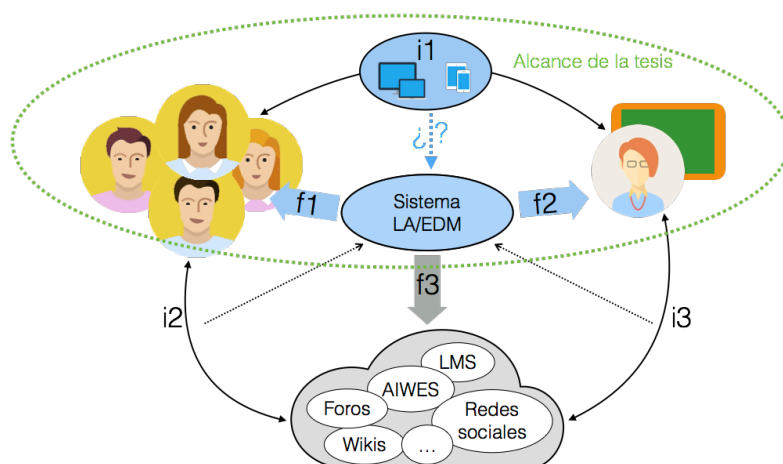 i1
Alcance de la tesis
¿ ?
f1
Sistema
LA/EDM
f2
f3
i2
i3
LMS
AIWES
Foros
Redes
sociales
Wikis
...